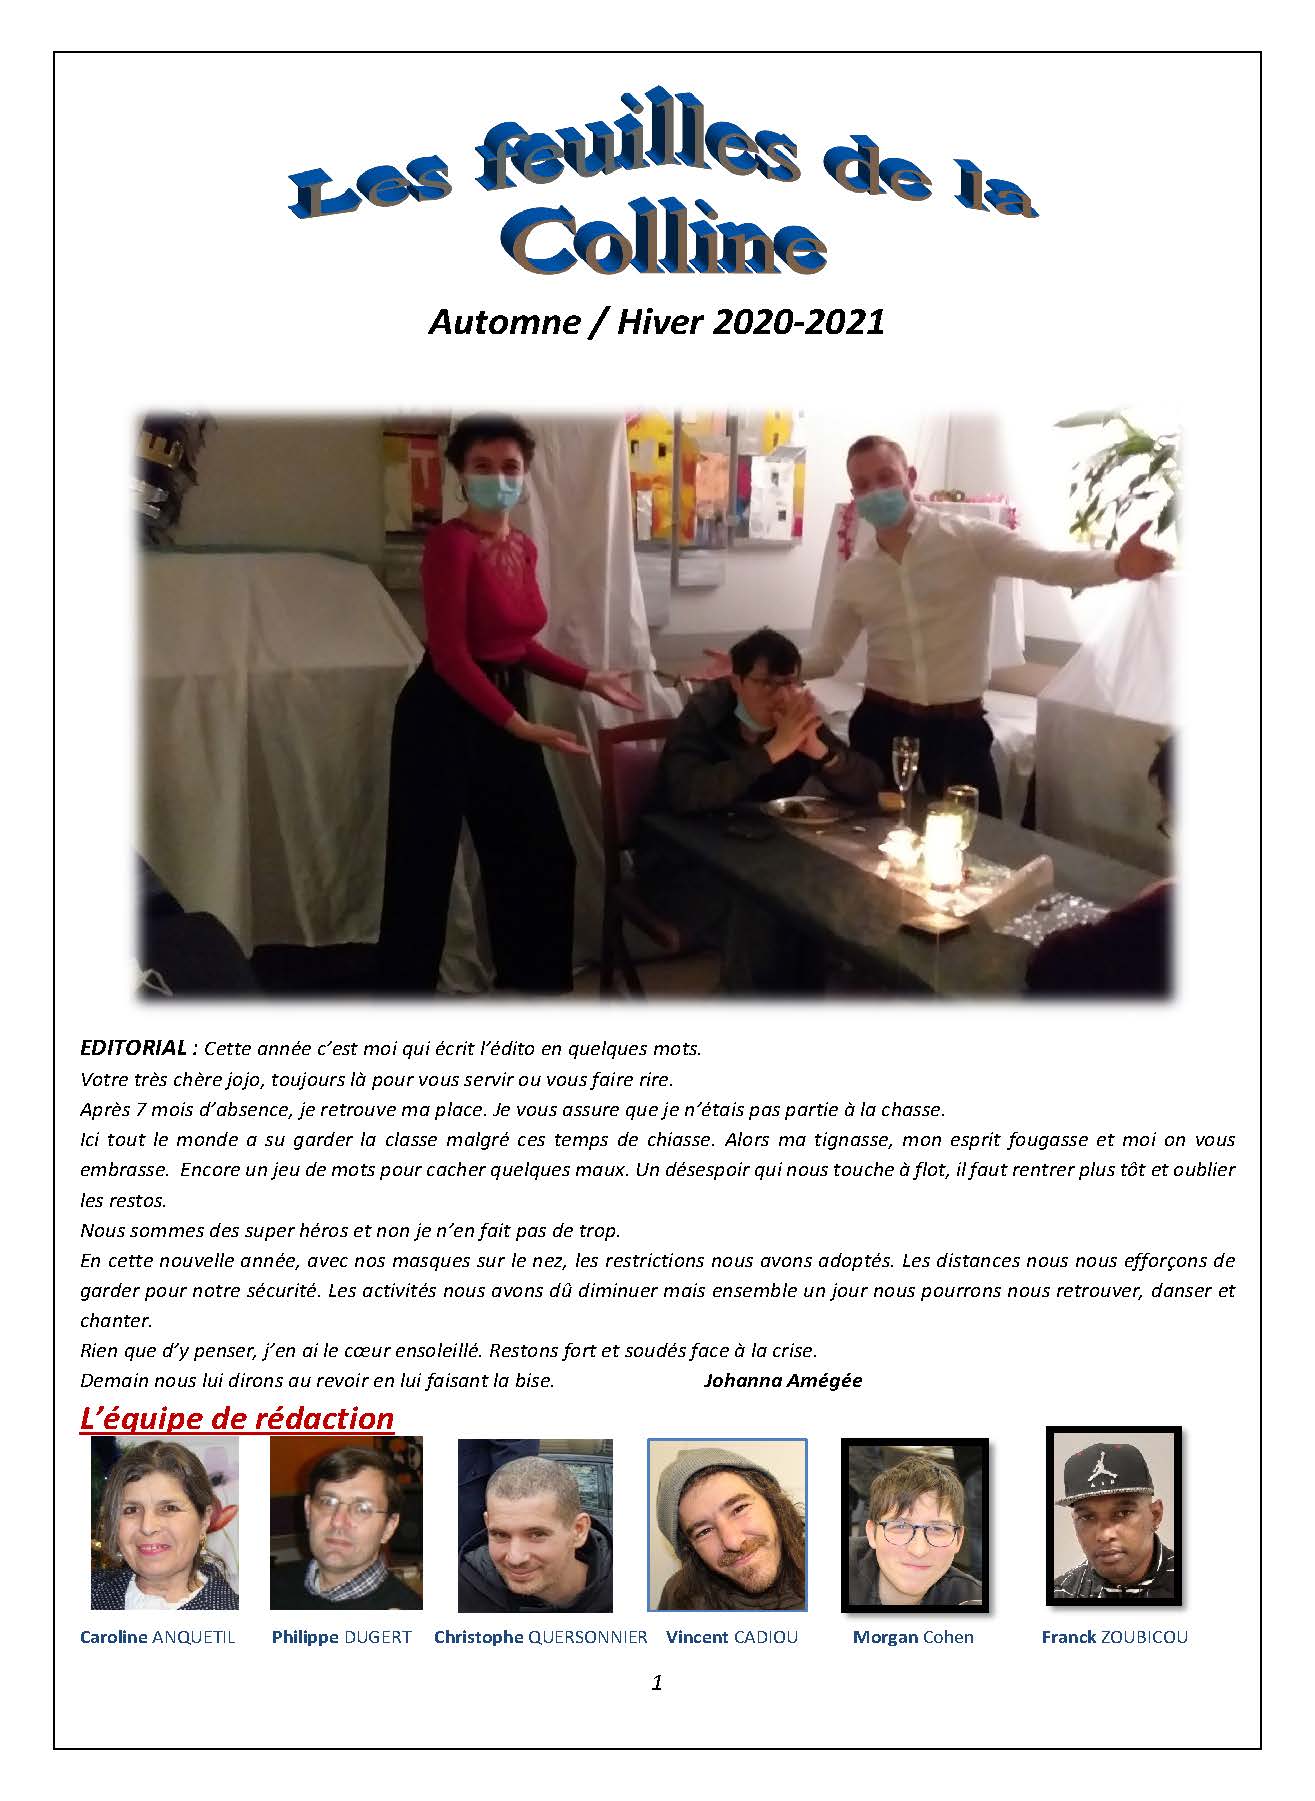 Les feuilles de la
Colline
Automne / Hiver 2020-2021
EDITORIAL : Cette année c’est moi qui écrit l’édito en quelques mots.
Votre très chère jojo, toujours là pour vous servir ou vous faire rire.
Après 7 mois d’absence, je retrouve ma place. Je vous assure que je n’étais pas partie à la chasse.
Ici tout le monde a su garder la classe malgré ces temps de chiasse. Alors ma tignasse, mon esprit fougasse et moi on vous
embrasse. Encore un jeu de mots pour cacher quelques maux. Un désespoir qui nous touche à flot, il faut rentrer plus tôt et oublier
les restos.
Nous sommes des super héros et non je n’en fait pas de trop.
En cette nouvelle année, avec nos masques sur le nez, les restrictions nous avons adoptés. Les distances nous nous efforçons de
garder pour notre sécurité. Les activités nous avons dû diminuer mais ensemble un jour nous pourrons nous retrouver, danser et
chanter.
Rien que d’y penser, j’en ai le cœur ensoleillé. Restons fort et soudés face à la crise.
Demain nous lui dirons au revoir en lui faisant la bise. Johanna Amégée
L’équipe de rédaction
Caroline ANQUETIL Philippe DUGERT Christophe QUERSONNIER Vincent CADIOU Morgan Cohen Franck ZOUBICOU
1